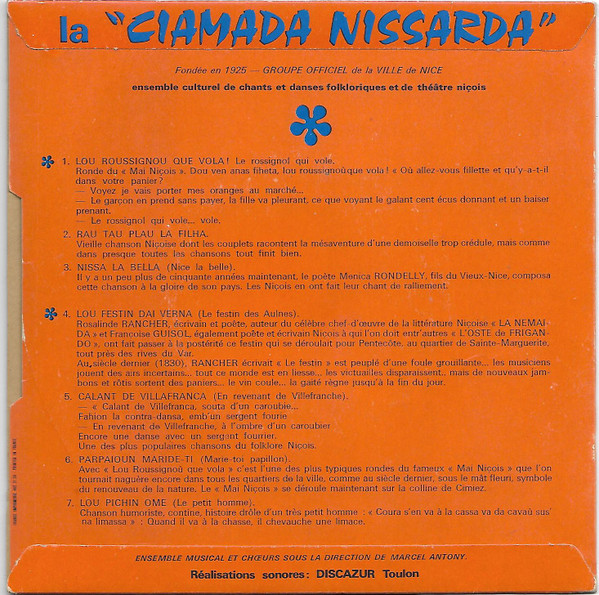 la "CIAMADA NISSARDA"
Fondée en 1925 — GROUPE OFFICIEL de la VILLE de NICE
ensemble culturel de chants et danses folkloriques et de théâtre niçois
1. LOU ROUSSIGNOU QUE VOLA! Le rossignol qui vole.
Ronde du « Mai Niçois ». Dou ven anas fiheta, lou roussignoùque vola! « Où allez-vous fillette et qu'y-a-t-il
dans votre panier?
— Voyez je vais porter mes oranges au marché...
— Le garçon en prend sans payer, la fille va pleurant, ce que voyant le galant cent écus donnant et un baiser
prenant.
— Le rossignol qui vole... vole.
2. RAU TAU PLAU LA FILHA.
Vieille chanson Niçoise dont les couplets racontent la mésaventure d'une demoiselle trop crédule, mais comme
dans presque toutes les chansons tout finit bien.
3. NISSA LA BELLA (Nice la belle).
Il y a un peu plus de cinquante années maintenant, le poète Menica RONDELLY, fils du Vieux-Nice, composa
cette chanson à la gloire de son pays. Les Niçois en ont fait leur chant de ralliement.
4. LOU FESTIN DAI VERNA (Le festin des Aulnes).
Rosalinde RANCHER, écrivain et poète, auteur du célèbre chef d'œuvre de la littérature Niçoise « LA NEMAI-
DA » et Françoise GUISOL, également poète et écrivain Niçois à qui l'on doit entr'autres « L'OSTE de FRIGAN-
DO », ont fait passer à la postérité ce festin qui se déroulait pour Pentecôte, au quartier de Sainte-Marguerite,
tout près des rives du Var.
Au siècle dernier (1830), RANCHER écrivait « Le festin » est peuplé d'une foule grouillante... les musiciens
jouent des airs incertains... tout ce monde est en liesse... les victuailles disparaissent.. mais de nouveaux jam-
bons et rôtis sortent des paniers... le vin coule... la gaité règne jusqu'à la fin du jour.
5. CALANT DE VILLAFRANCA (En revenant de Villefranche).
— « Calant de Villefranca, souta d'un caroubie...
Fahion la contra-dansa, emb'un sergent fourie
— En revenant de Villefranche, à l'ombre d'un caroubier
Encore une danse avec un sergent fourrier.
Une des plus populaires chansons du folklore Niçois.
6. PARPAIOUN MARIDE-TI (Marie-toi papillon).
Avec « Lou Roussignoù que vola » c'est l'une des plus typiques rondes du fameux « Mai Niçois » que l'on
tournait naguère encore dans tous les quartiers de la ville, comme au siècle dernier, sous le mât fleuri, symbole
du renouveau de la nature. Le « Mai Niçois » se déroule maintenant sur la colline de Cimiez.
7. LOU PICHIN OME (Le petit homme).
Chanson humoriste, contine, histoire drôle d'un très petit homme : « Coura s'en va à la cassa va da cavaù sus'
na limassa » : Quand il va à la chasse, il chevauche une limace.
ENSEMBLE MUSICAL ET CHŒURS SOUS LA DIRECTION DE MARCEL ANTONY.
Réalisations sonores: DISCAZUR Toulon